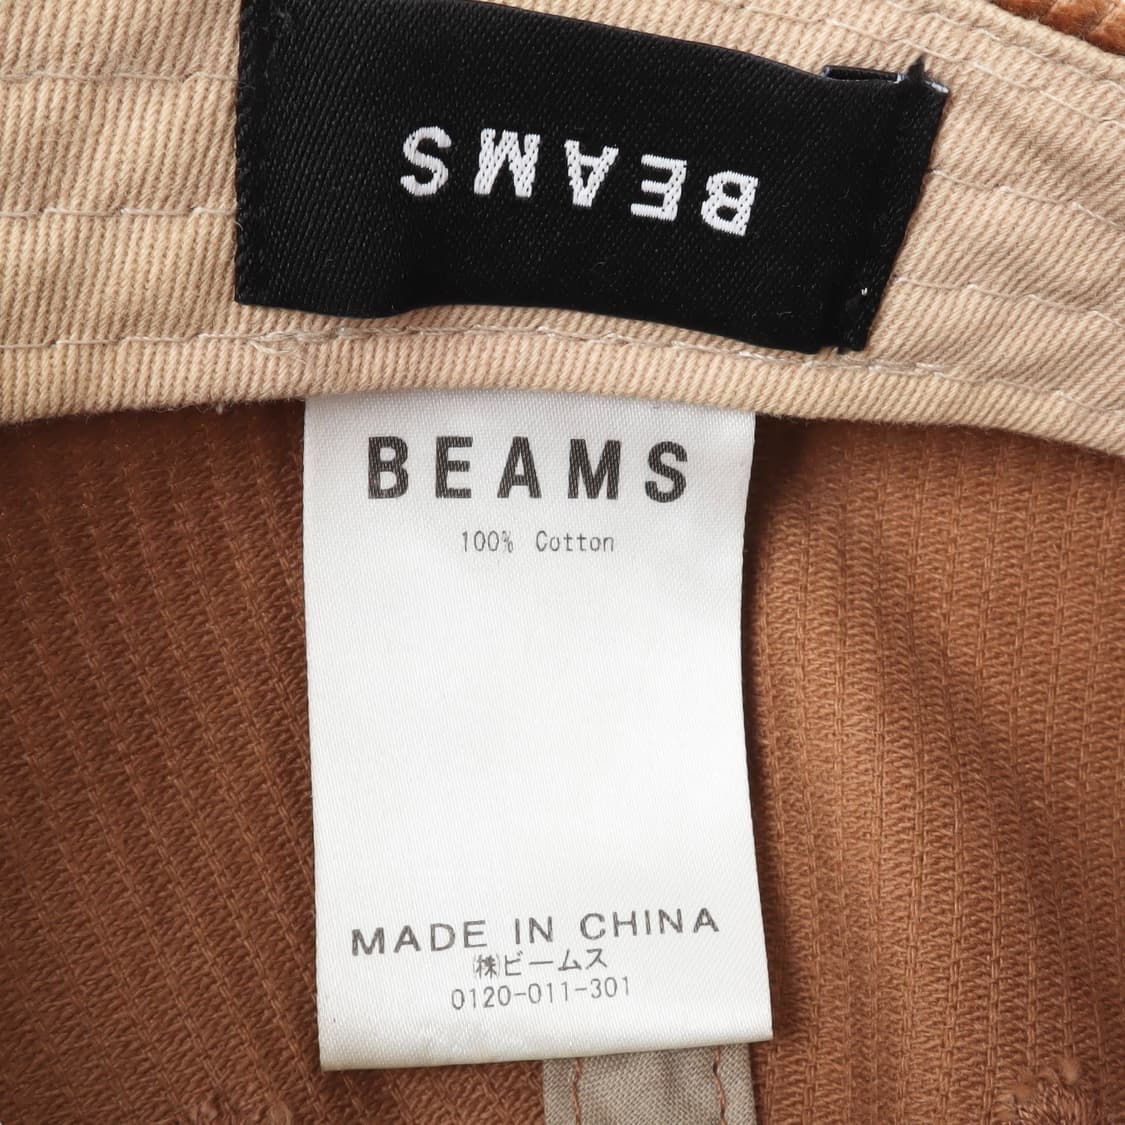 BEAMS
BEAMS
100% Cotton
MADE IN CHINA
㈱ビームス
0120-011-301